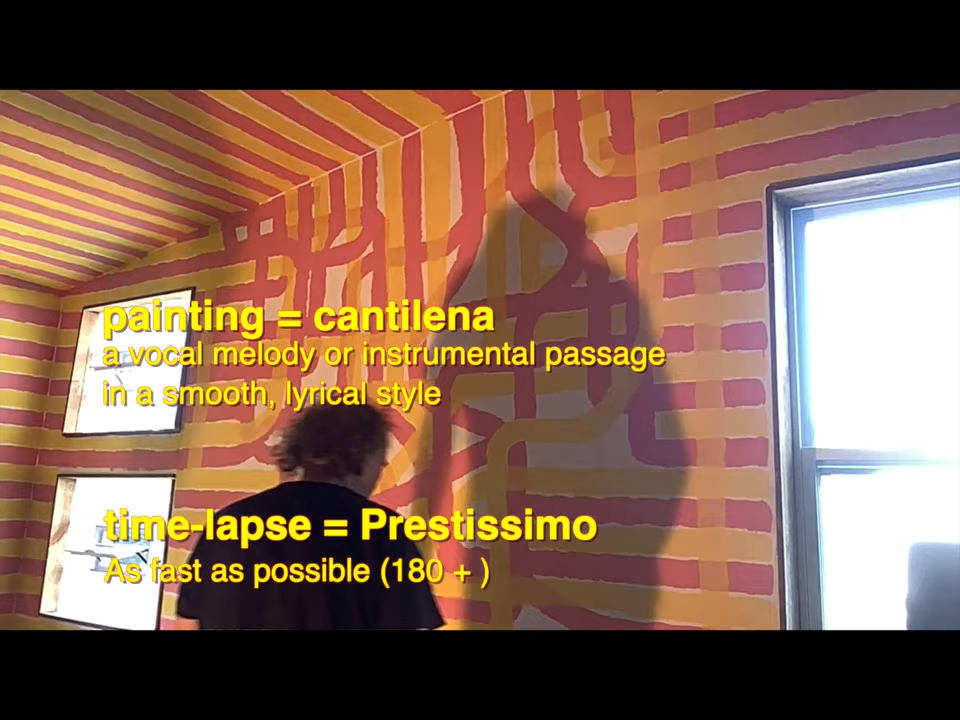 painting = cantilena
a vocal melody or instrumental passage
in a smooth, lyrical style
time-lapse = Prestissimo
As fast as possible (180 + )